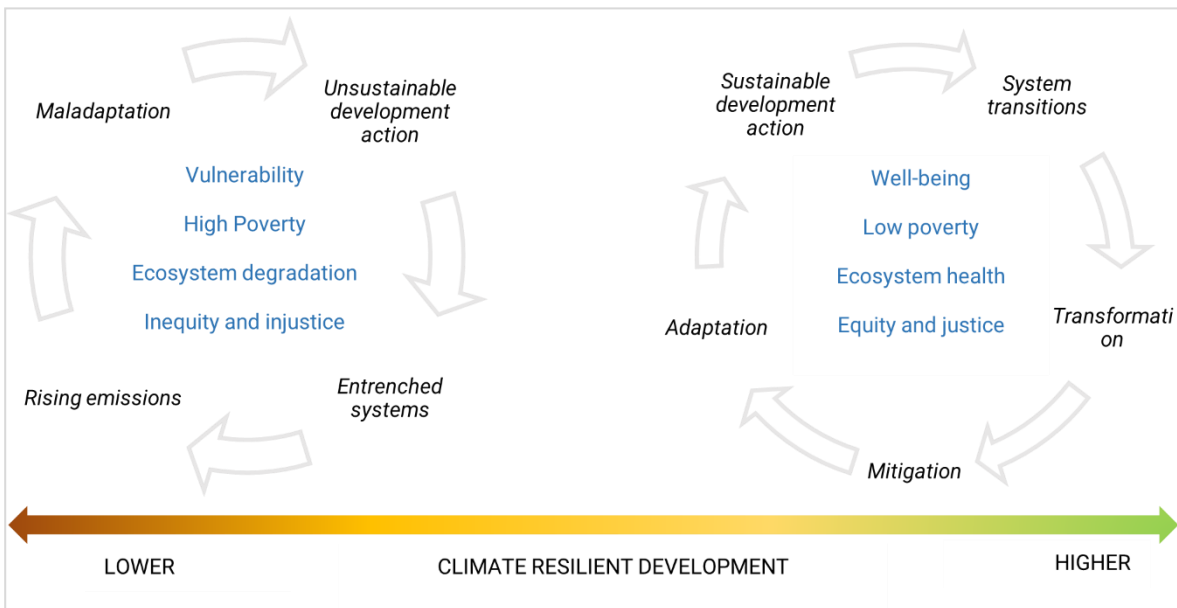 Maladaptation
Unsustainable
development
action
Vulnerability
High Poverty
Ecosystem degradation
Inequity and injustice
Rising emissions
Entrenched
systems
Sustainable
development
action
System
transitions
Well-being
Low poverty
Ecosystem health
Equity and justice
Adaptation
Transformati
on
Mitigation
LOWER
CLIMATE RESILIENT DEVELOPMENT
HIGHER